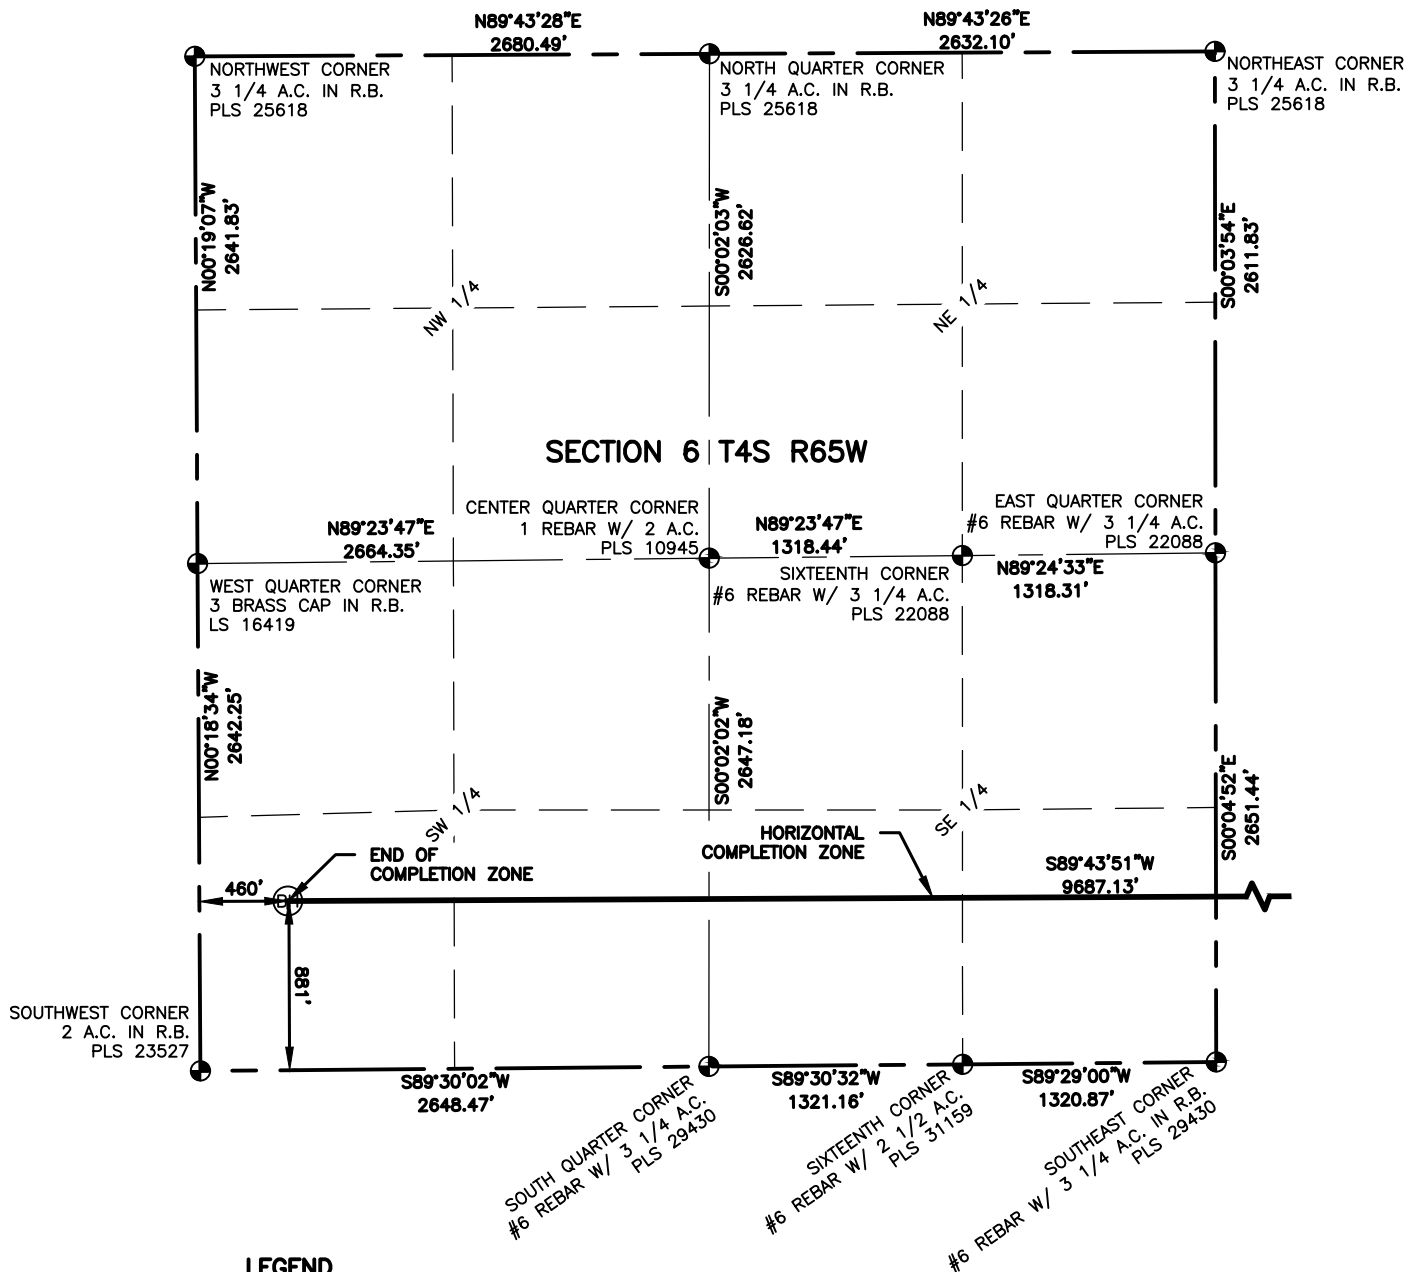 N89°43'28"E
2680.49'
N89°43'26"E
2632.10'
NORTHWEST CORNER
3 1/4 A.C. IN R.B.
PLS 25618
NORTH QUARTER CORNER
3 1/4 A.C. IN R.B.
PLS 25618
NORTHEAST CORNER
3 1/4 A.C. IN R.B.
PLS 25618
N00°19'07"W
2641.83'
S00°02'03"W
2626.62'
S00°03'54"E
2611.83'
NW 1/4
NE 1/4
SECTION 6 T4S R65W
CENTER QUARTER CORNER
1 REBAR W/ 2 A.C.
PLS 10945
EAST QUARTER CORNER
#6 REBAR W/ 3 1/4 A.C.
PLS 22088
N89°23'47"E
2664.35'
N89°23'47"E
1318.44'
N89°24'33"E
1318.31'
WEST QUARTER CORNER
3 BRASS CAP IN R.B.
LS 16419
SIXTEENTH CORNER
#6 REBAR W/ 3 1/4 A.C.
PLS 22088
N00°18'34"W
2642.25'
S00°02'02"W
2647.18'
S00°04'52"E
2651.44'
SW 1/4
SE 1/4
END OF
COMPLETION ZONE
HORIZONTAL
COMPLETION ZONE
S89°43'51"W
9687.13'
460'
BH
881'
SOUTHWEST CORNER
2 A.C. IN R.B.
PLS 23527
S89°30'02"W
2648.47'
S89°30'32"W
1321.16'
S89°29'00"W
1320.87'
SOUTH QUARTER CORNER
#6 REBAR W/ 3 1/4 A.C.
PLS 29430
SIXTEENTH CORNER
#6 REBAR W/ 2 1/2 A.C.
PLS 31159
SOUTHEAST CORNER
#6 REBAR W/ 3 1/4 A.C. IN R.B.
PLS 29430
LEGEND